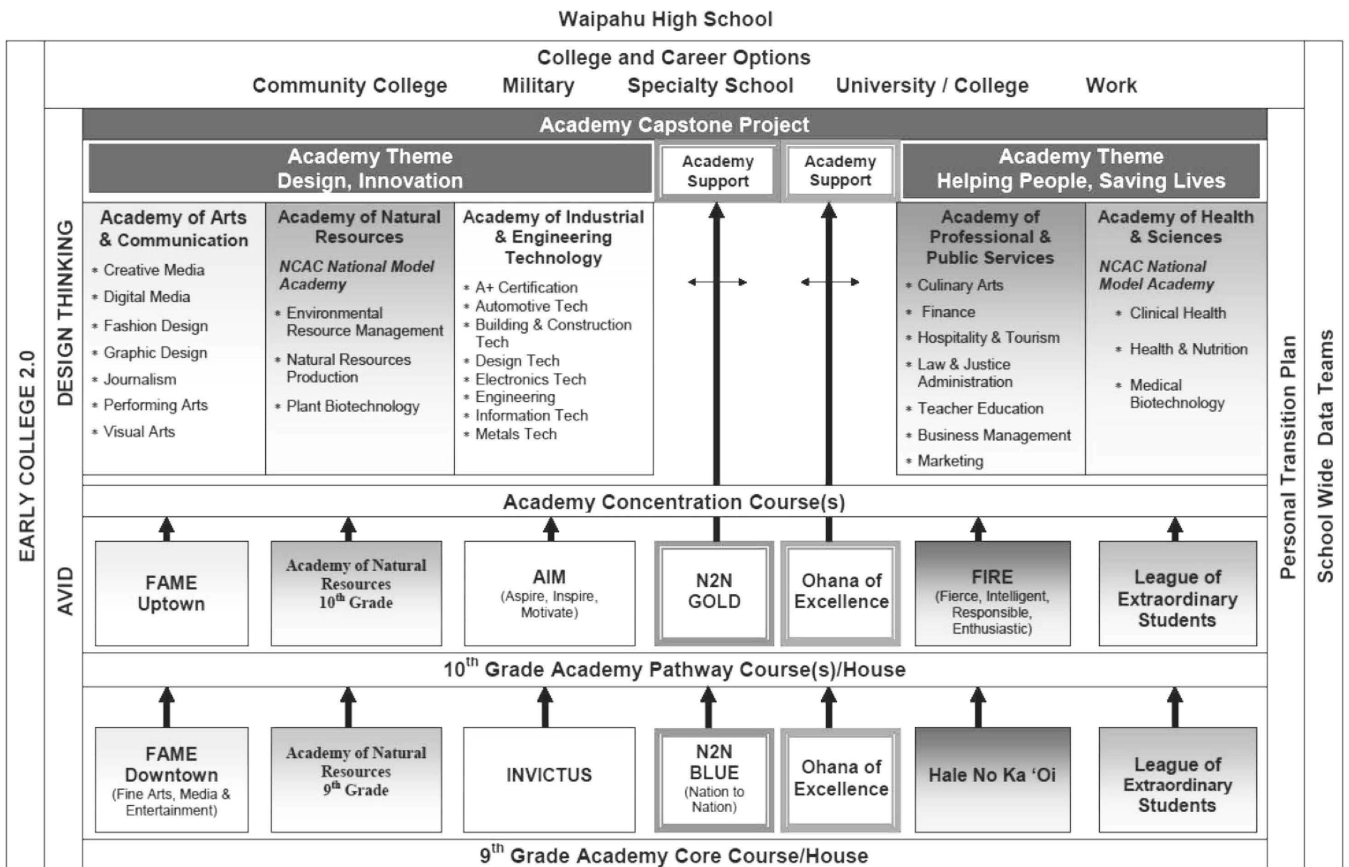 Waipahu High School
College and Career Options
Community College Military Specialty School University / College Work
Academy Capstone Project
Academy Theme
Design, Innovation
Academy
Support
Academy
Support
Academy Theme
Helping People, Saving Lives
Academy of Arts
& Communication
* Creative Media
* Digital Media
* Fashion Design
* Graphic Design
* Journalism
* Performing Arts
* Visual Arts
Academy of Natural
Resources
NCAC National Model
Academy
* Environmental
Resource Management
* Natural Resources
Production
* Plant Biotechnology
Academy of Industrial
& Engineering
Technology
* A+ Certification
* Automotive Tech
* Building & Construction
Tech
* Design Tech
* Electronics Tech
* Engineering
* Information Tech
* Metals Tech
Academy of
Professional &
Public Services
* Culinary Arts
* Finance
* Hospitality & Tourism
* Law & Justice
Administration
* Teacher Education
* Business Management
* Marketing
Academy of Health
& Sciences
NCAC National
Model Academy
* Clinical Health
* Health & Nutrition
* Medical
Biotechnology
Academy Concentration Course(s)
FAME
Uptown
Academy of Natural
Resources
10th Grade
AIM
(Aspire, Inspire,
Motivate)
N2N
GOLD
Ohana of
Excellence
FIRE
(Fierce, Intelligent,
Responsible,
Enthusiastic)
League of
Extraordinary
Students
10th Grade Academy Pathway Course(s)/House
FAME
Downtown
(Fine Arts, Media &
Entertainment)
Academy of Natural
Resources
9th Grade
INVICTUS
N2N
BLUE
(Nation to
Nation)
Ohana of
Excellence
Hale No Ka ‘Oi
League of
Extraordinary
Students
9th Grade Academy Core Course/House
EARLY COLLEGE 2.0
DESIGN THINKING
AVID
Personal Transition Plan
School Wide Data Teams